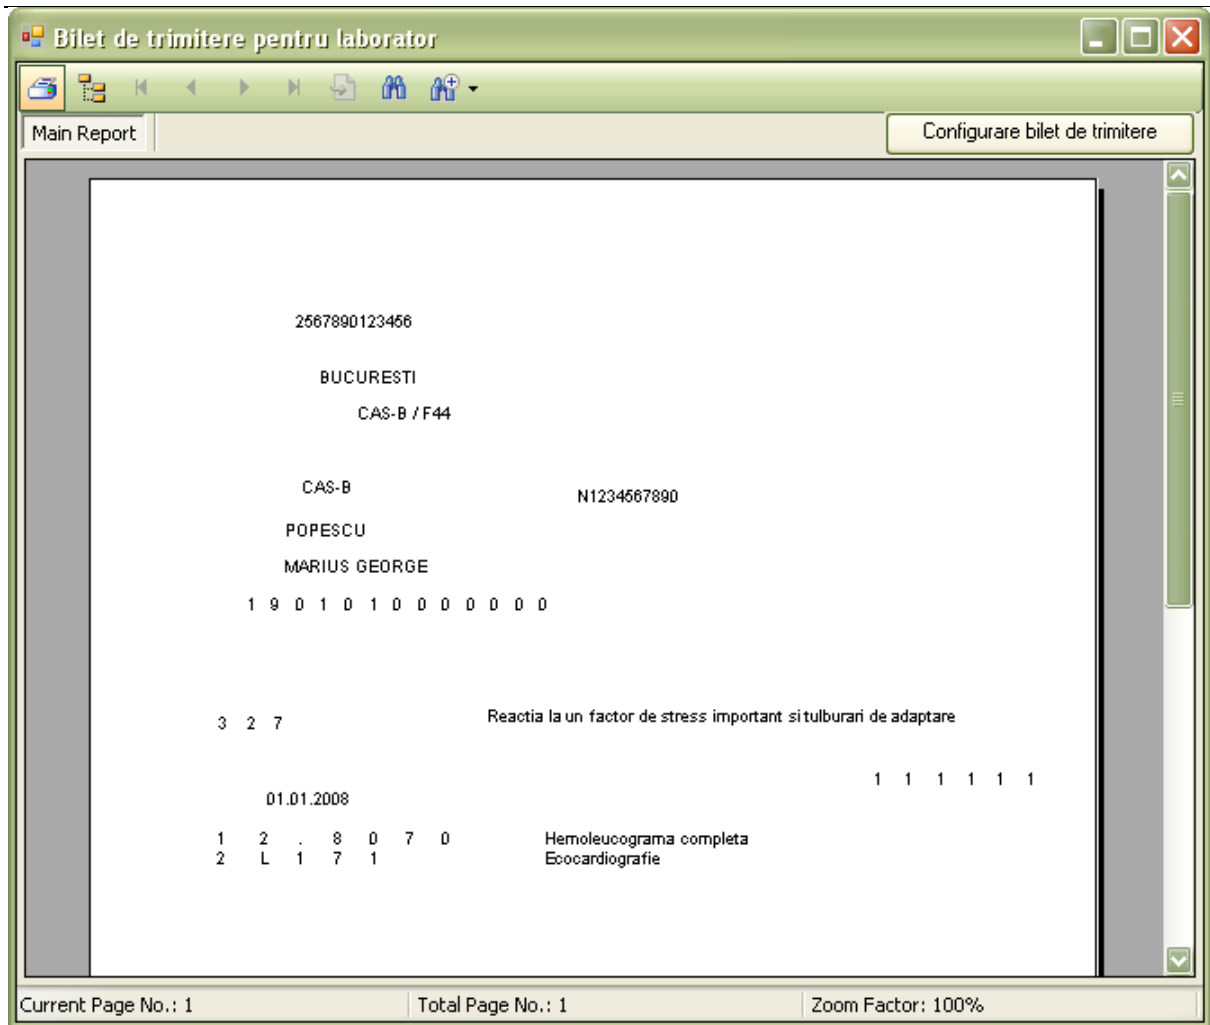 Bilet de trimitere pentru laborator
Main Report
Configurare bilet de trimitere
2567890123456
BUCURESTI
CAS-B / F44
CAS-B
N1234567890
POPESCU
MARIUS GEORGE
1 9 0 1 0 1 0 0 0 0 0 0 0
3 2 7
Reactia la un factor de stress important si tulburari de adaptare
1 1 1 1 1 1
01.01.2008
1 2 . 8 0 7 0 Hemoleucograma completa
2 L 1 7 1 Ecocardiografie
Current Page No.: 1 Total Page No.: 1 Zoom Factor: 100%